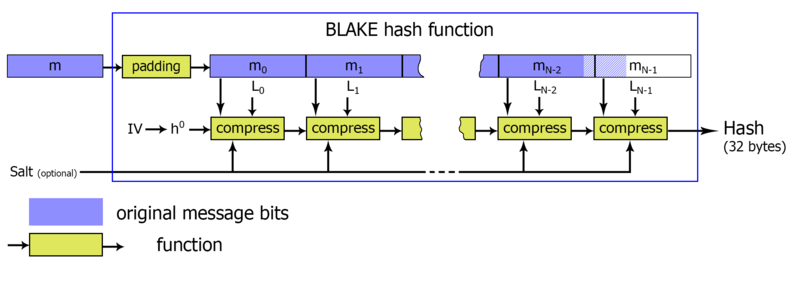 BLAKE hash function
m
padding
m₀
m₁
mN-2
mN-1
L₀
L₁
LN-2
LN-1
IV
h⁰
compress
compress
compress
compress
Hash
(32 bytes)
Salt (optional)
original message bits
function